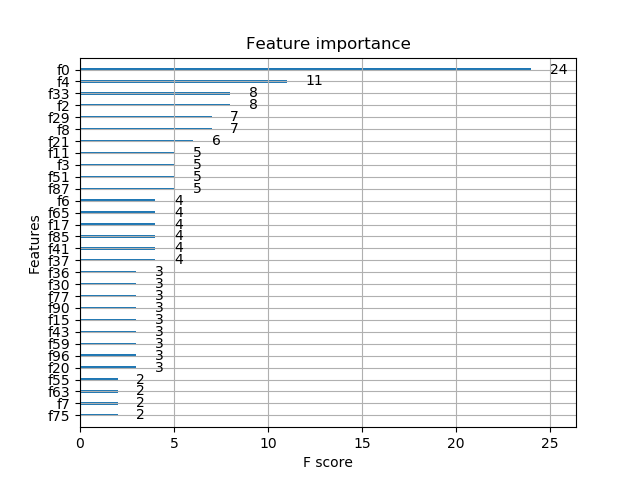 Feature importance
f0 24
f4 11
f33 8
f2 8
f29 7
f8 7
f21 6
f11 5
f3 5
f51 5
f87 5
f6 4
f65 4
f17 4
f85 4
f41 4
f37 4
f36 3
f30 3
f77 3
f90 3
f15 3
f43 3
f59 3
f96 3
f20 3
f55 2
f63 2
f7 2
f75 2
Features
0 5 10 15 20 25
F score